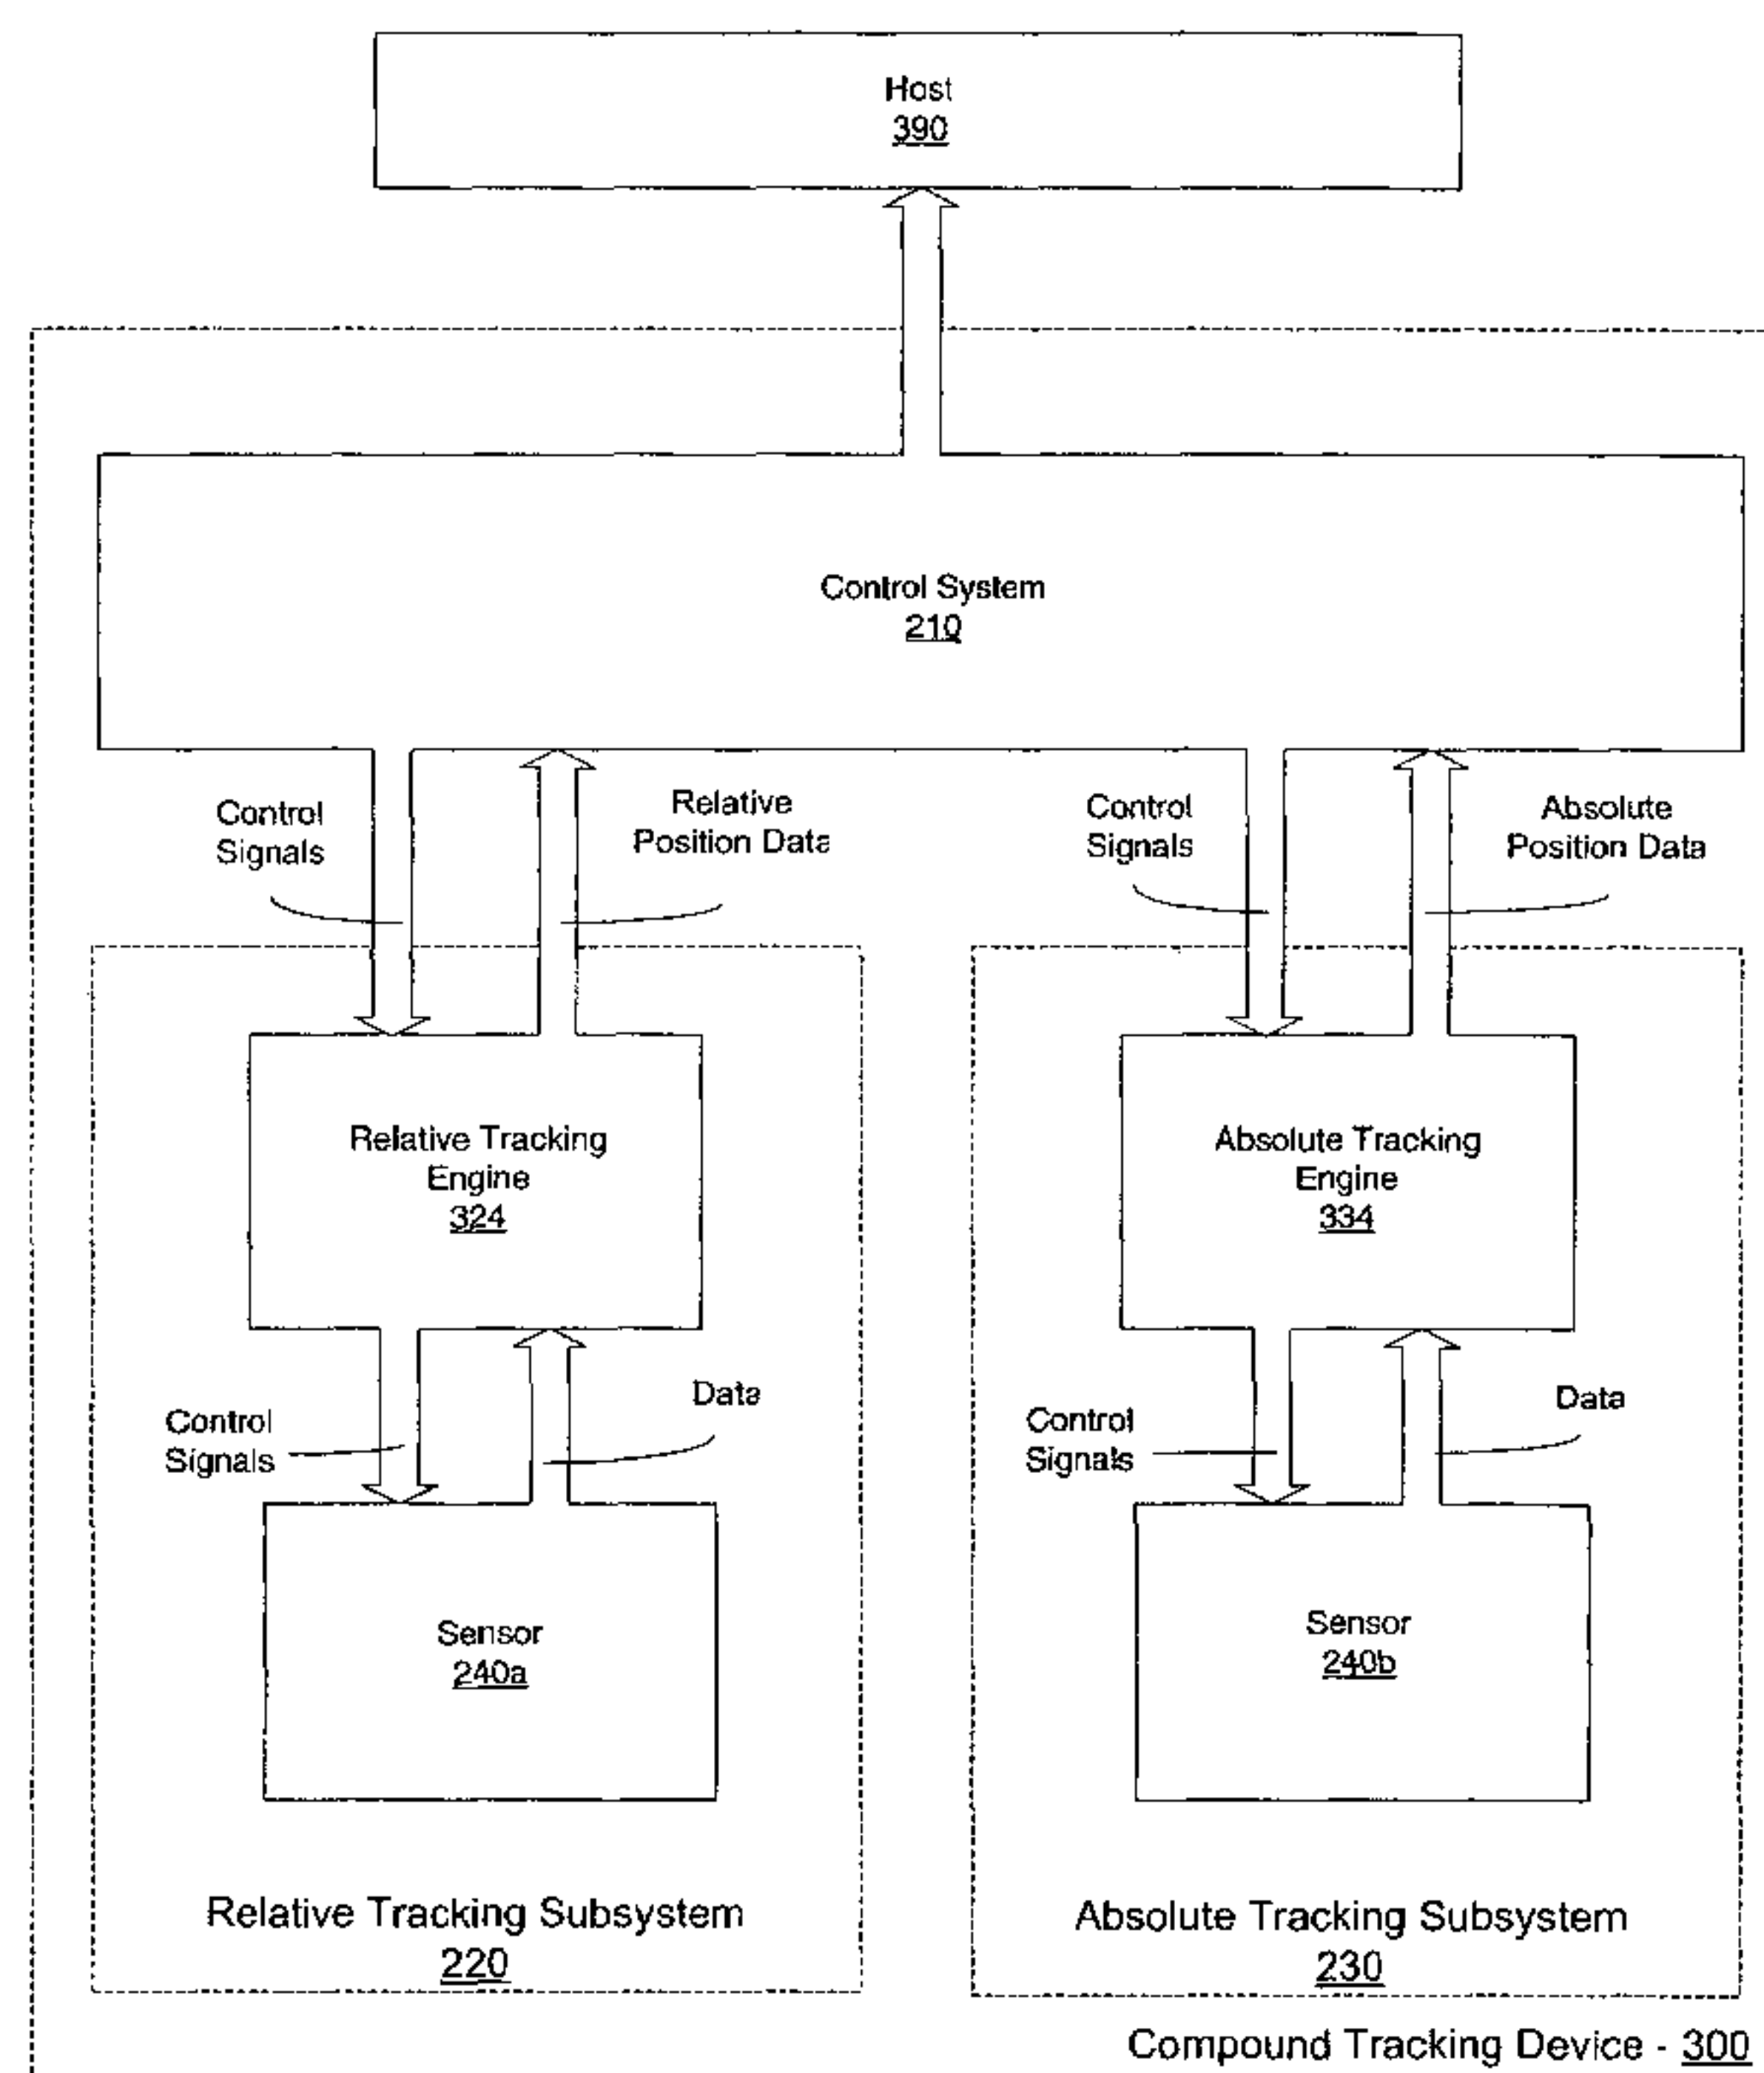 Host
390
Control System
210
Control
Signals
Relative
Position Data
Control
Signals
Absolute
Position Data
Relative Tracking
Engine
324
Absolute Tracking
Engine
334
Control
Signals
Data
Control
Signals
Data
Sensor
240a
Sensor
240b
Relative Tracking Subsystem
220
Absolute Tracking Subsystem
230
Compound Tracking Device - 300